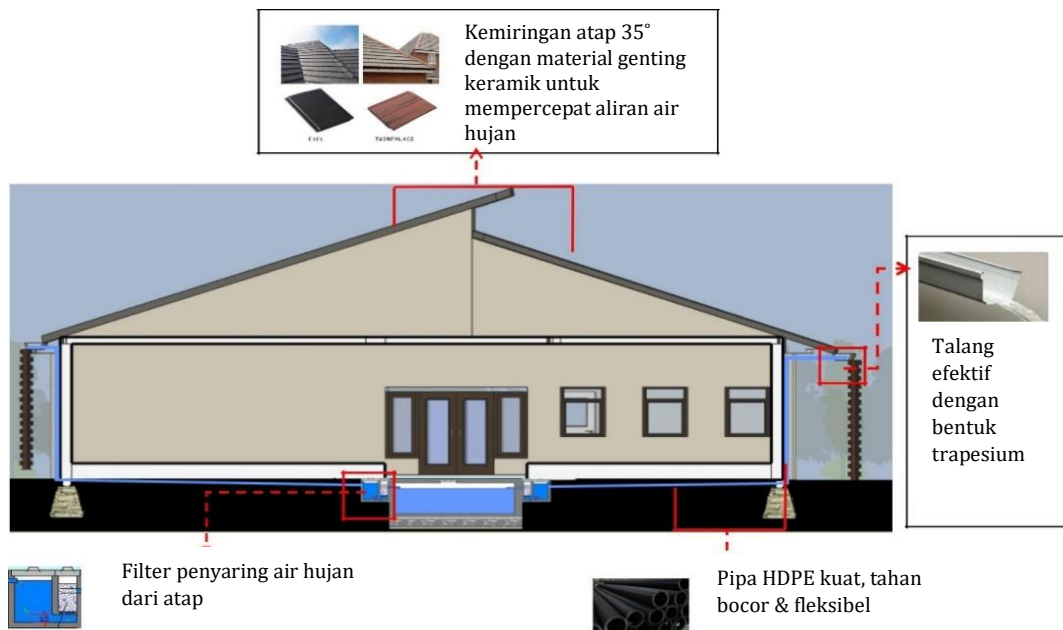 Kemiringan atap 35°
dengan material genting
keramik untuk
mempercepat aliran air
hujan
TWINPALACE
Talang
efektif
dengan
bentuk
trapesium
Filter penyaring air hujan
dari atap
Pipa HDPE kuat, tahan
bocor & fleksibel